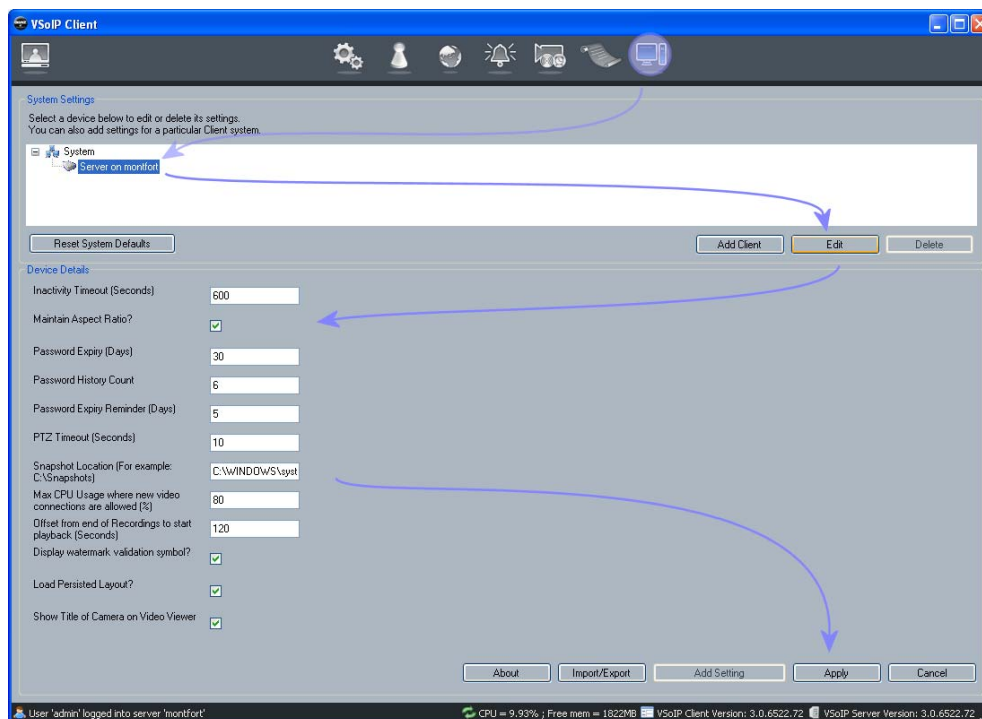 VSoIP Client
System Settings
Select a device below to edit or delete its settings.
You can also add settings for a particular Client system.
System
Server on montfort
Reset System Defaults
Add Client
Edit
Delete
Device Details
Inactivity Timeout (Seconds)
600
Maintain Aspect Ratio?
Password Expiry (Days)
30
Password History Count
6
Password Expiry Reminder (Days)
5
PTZ Timeout (Seconds)
10
Snapshot Location (For example:
C:\Snapshots)
C:\WINDOWS\syst
Max CPU Usage where new video
connections are allowed (%)
80
Offset from end of Recordings to start
playback (Seconds)
120
Display watermark validation symbol?
Load Persisted Layout?
Show Title of Camera on Video Viewer
About
Import/Export
Add Setting
Apply
Cancel
User 'admin' logged into server 'montfort'
CPU = 9.93% ; Free mem = 1822MB
VSoIP Client Version: 3.0.6522.72
VSoIP Server Version: 3.0.6522.72